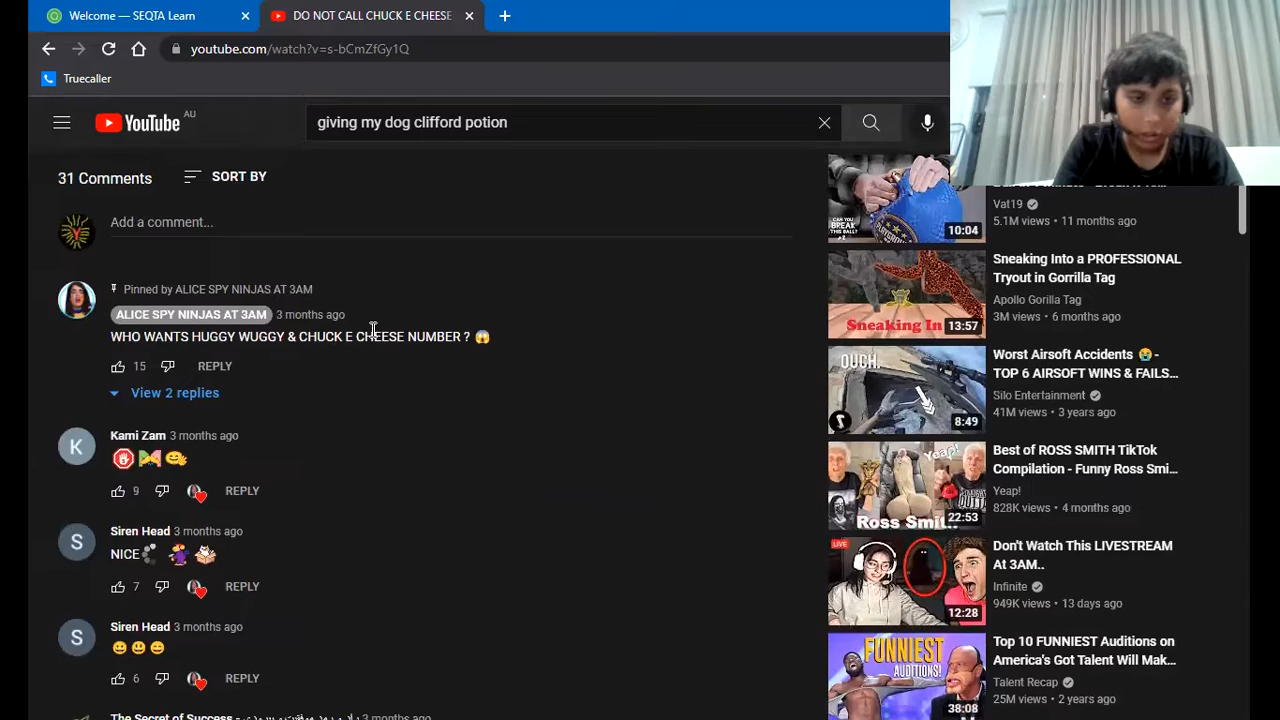 Welcome — SEQTA Learn
DO NOT CALL CHUCK E CHEESE
youtube.com/watch?v=s-bCmZfGy1Q
Truecaller
YouTube AU
giving my dog clifford potion
31 Comments
SORT BY
Add a comment...
Pinned by ALICE SPY NINJAS AT 3AM
ALICE SPY NINJAS AT 3AM 3 months ago
WHO WANTS HUGGY WUGGY & CHUCK E CHEESE NUMBER ? 😱
15 REPLY
View 2 replies
K
Kami Zam 3 months ago
9 REPLY
S
Siren Head 3 months ago
NICE
7 REPLY
S
Siren Head 3 months ago
😀😃😄
6 REPLY
The Secret of Success
3 months ago
CAN YOU
BREAK
THIS BALL?
PLAYGROUND
10:04
Vat19
5.1M views • 11 months ago
Sneaking In
13:57
Sneaking Into a PROFESSIONAL
Tryout in Gorrilla Tag
Apollo Gorilla Tag
3M views • 6 months ago
OUCH.
8:49
Worst Airsoft Accidents 😭 -
TOP 6 AIRSOFT WINS & FAILS...
Silo Entertainment
41M views • 3 years ago
Yeap!
Ross Smith
22:53
Best of ROSS SMITH TikTok
Compilation - Funny Ross Smi...
Yeap!
828K views • 4 months ago
LIVE
12:28
Don't Watch This LIVESTREAM
At 3AM..
Infinite
949K views • 13 days ago
FUNNIEST
AUDITIONS!
38:08
Top 10 FUNNIEST Auditions on
America's Got Talent Will Mak...
Talent Recap
25M views • 2 years ago